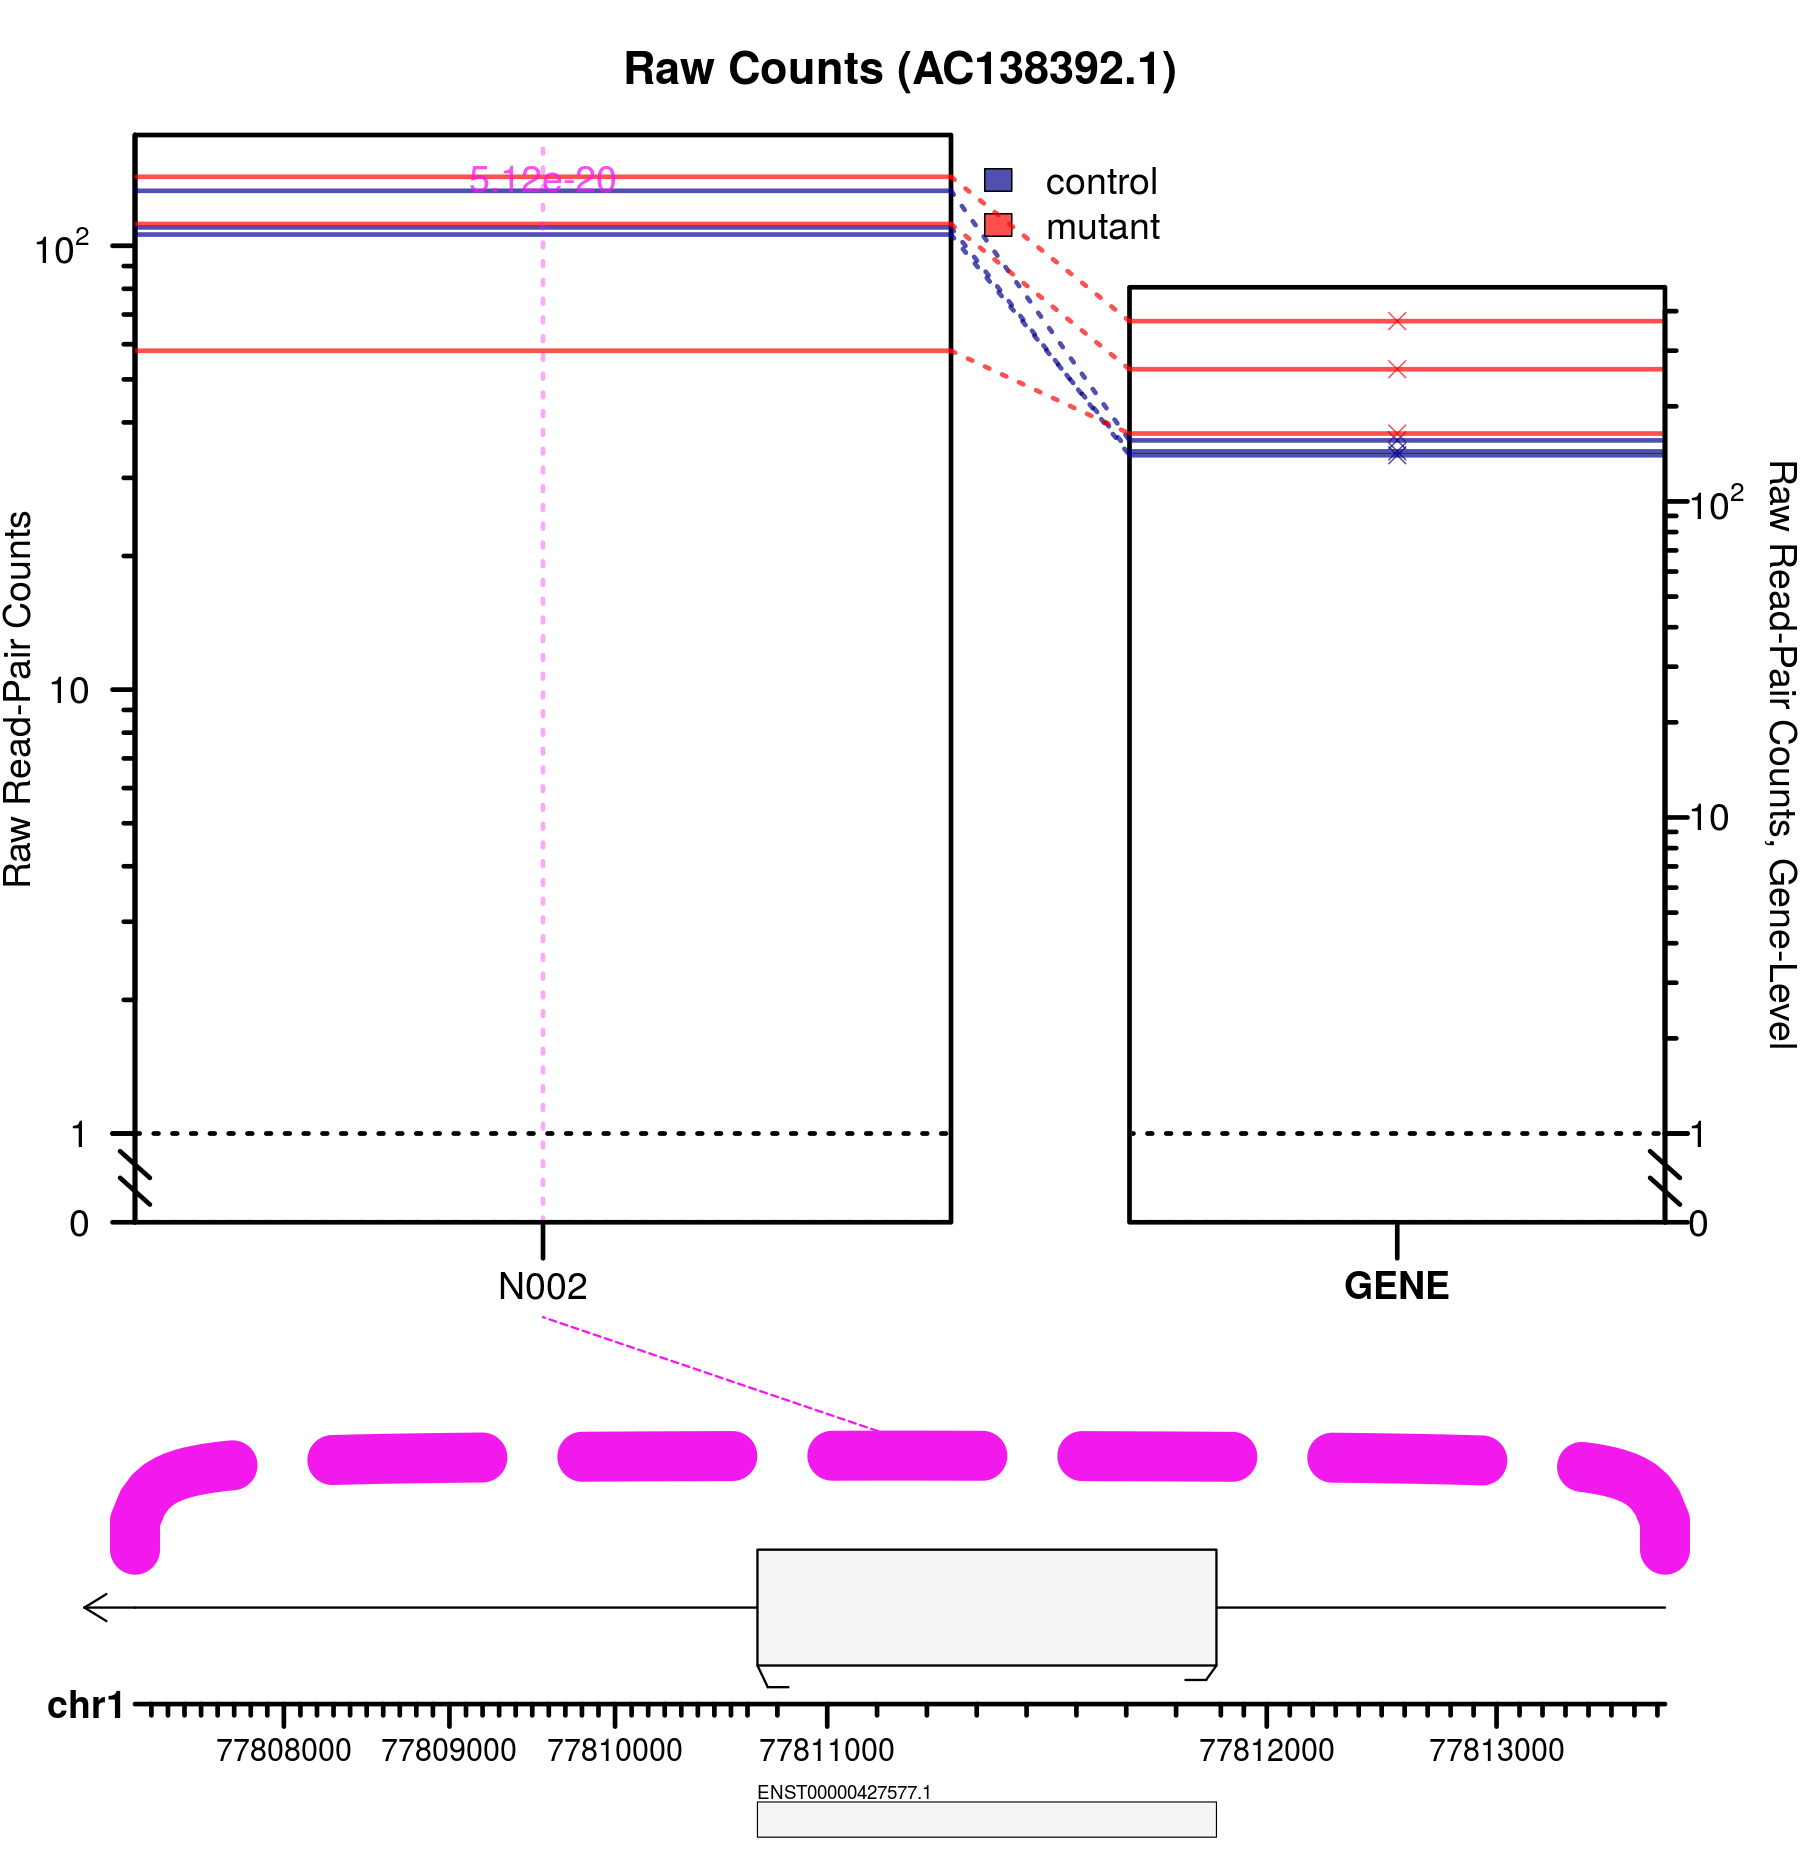 Raw Counts (AC138392.1)
5.12e-20
control
mutant
Raw Read-Pair Counts
10²
10
1
0
Raw Read-Pair Counts, Gene-Level
10²
10
1
0
N002
GENE
chr1
77808000 77809000 77810000 77811000 77812000 77813000
ENST00000427577.1